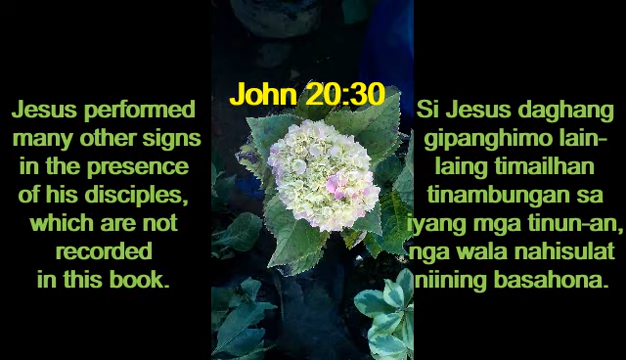 John 20:30
Jesus performed
many other signs
in the presence
of his disciples,
which are not
recorded
in this book.
Si Jesus daghang
gipanghimo lain-
laing timailhan
tinambungan sa
iyang mga tinun-an,
nga wala nahisulat
niining basahona.